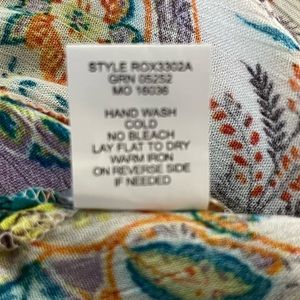 STYLE ROX3302A
GRN 05252
MO 16036
HAND WASH
COLD
NO BLEACH
LAY FLAT TO DRY
WARM IRON
ON REVERSE SIDE
IF NEEDED